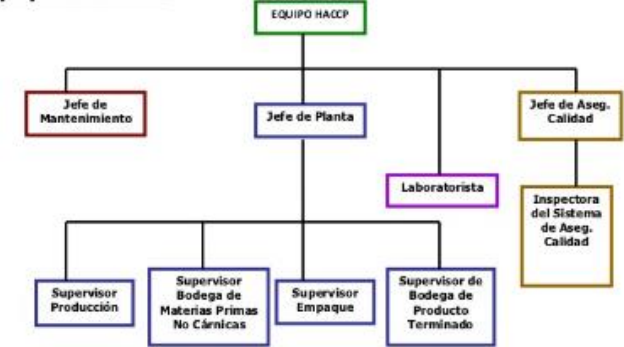 EQUIPO HACCP
Jefe de
Mantenimiento
Jefe de Planta
Jefe de Aseg.
Calidad
Laboratorista
Inspectora
del Sistema
de Aseg.
Calidad
Supervisor
Producción
Supervisor
Bodega de
Materias Primas
No Cárnicas
Supervisor
Empaque
Supervisor de
Bodega de
Producto
Terminado